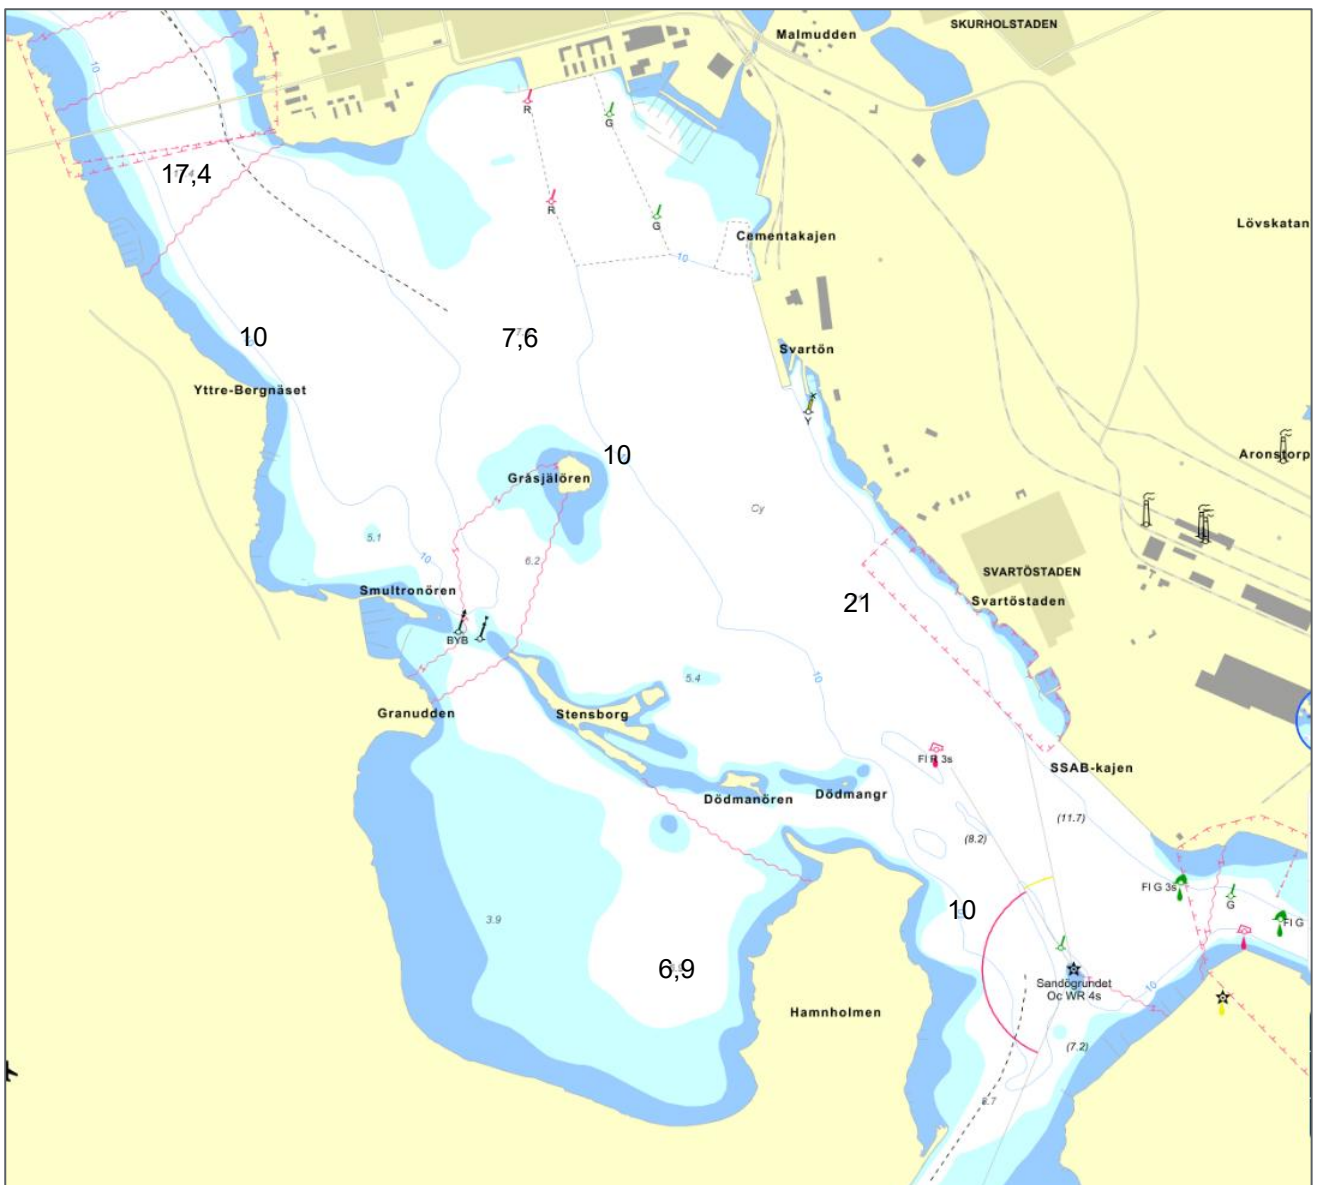 SKURHOLSTADEN
Malmudden
10
R
G
17,4
R
G
Lövskatan
Cementakajen
10
10
7,6
Svartön
Yttre-Bergnäset
Y
10
Aronstorp
Gråsjälören
Cy
5.1
10
6.2
SVARTÖSTADEN
Smultronören
Svartöstaden
21
BYB
5.4
10
Granudden
Stensborg
Fl R 3s
SSAB-kajen
Dödmanören
Dödmangr
(11.7)
(8.2)
Fl G 3s
G
10
3.9
Fl G
6,9
Sandögrundet
Oc WR 4s
10
Hamnholmen
(7.2)